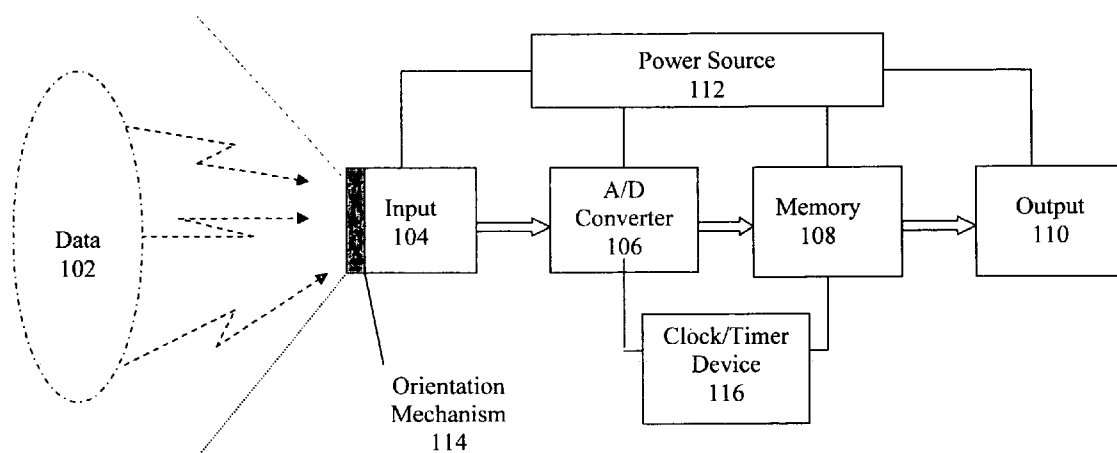 Power Source
112
Data
102
Input
104
A/D
Converter
106
Memory
108
Output
110
Clock/Timer
Device
116
Orientation
Mechanism
114